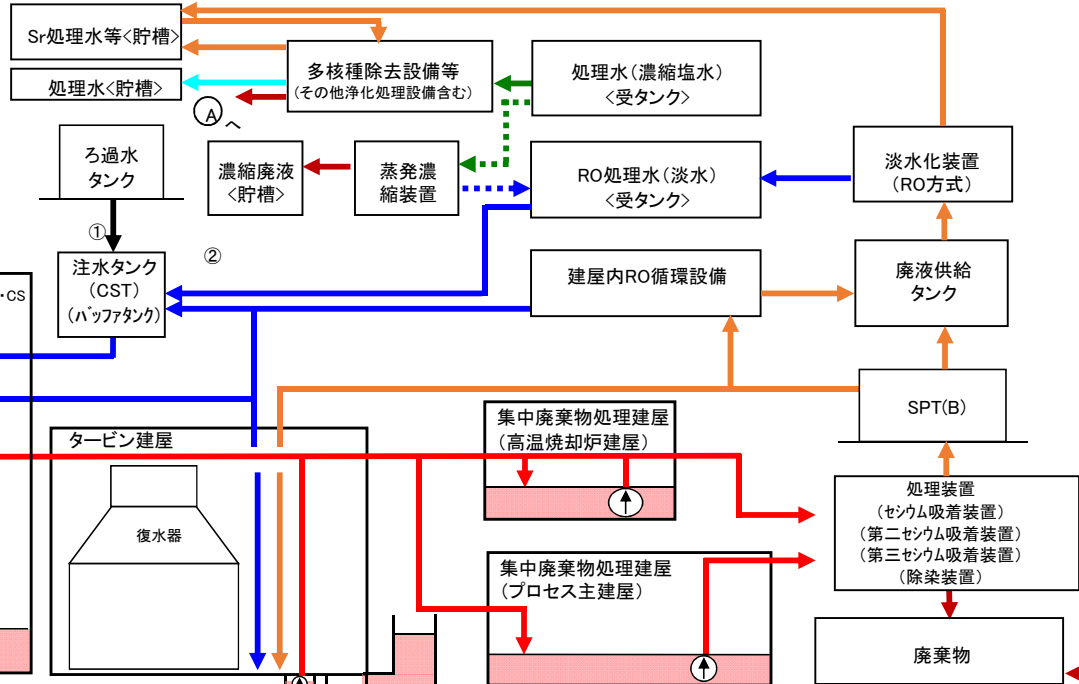 Sr処理水等<貯槽>
処理水<貯槽>
多核種除去設備等
(その他浄化処理設備含む)
処理水(濃縮塩水)
<受タンク>
A へ
ろ過水
タンク
濃縮廃液
<貯槽>
蒸発濃
縮装置
RO処理水(淡水)
<受タンク>
淡水化装置
(RO方式)
①
②
注水タンク
(CST)
(バッファタンク)
・CS
建屋内RO循環設備
廃液供給
タンク
SPT(B)
タービン建屋
復水器
集中廃棄物処理建屋
(高温焼却炉建屋)
処理装置
(セシウム吸着装置)
(第二セシウム吸着装置)
(第三セシウム吸着装置)
(除染装置)
集中廃棄物処理建屋
(プロセス主建屋)
廃棄物